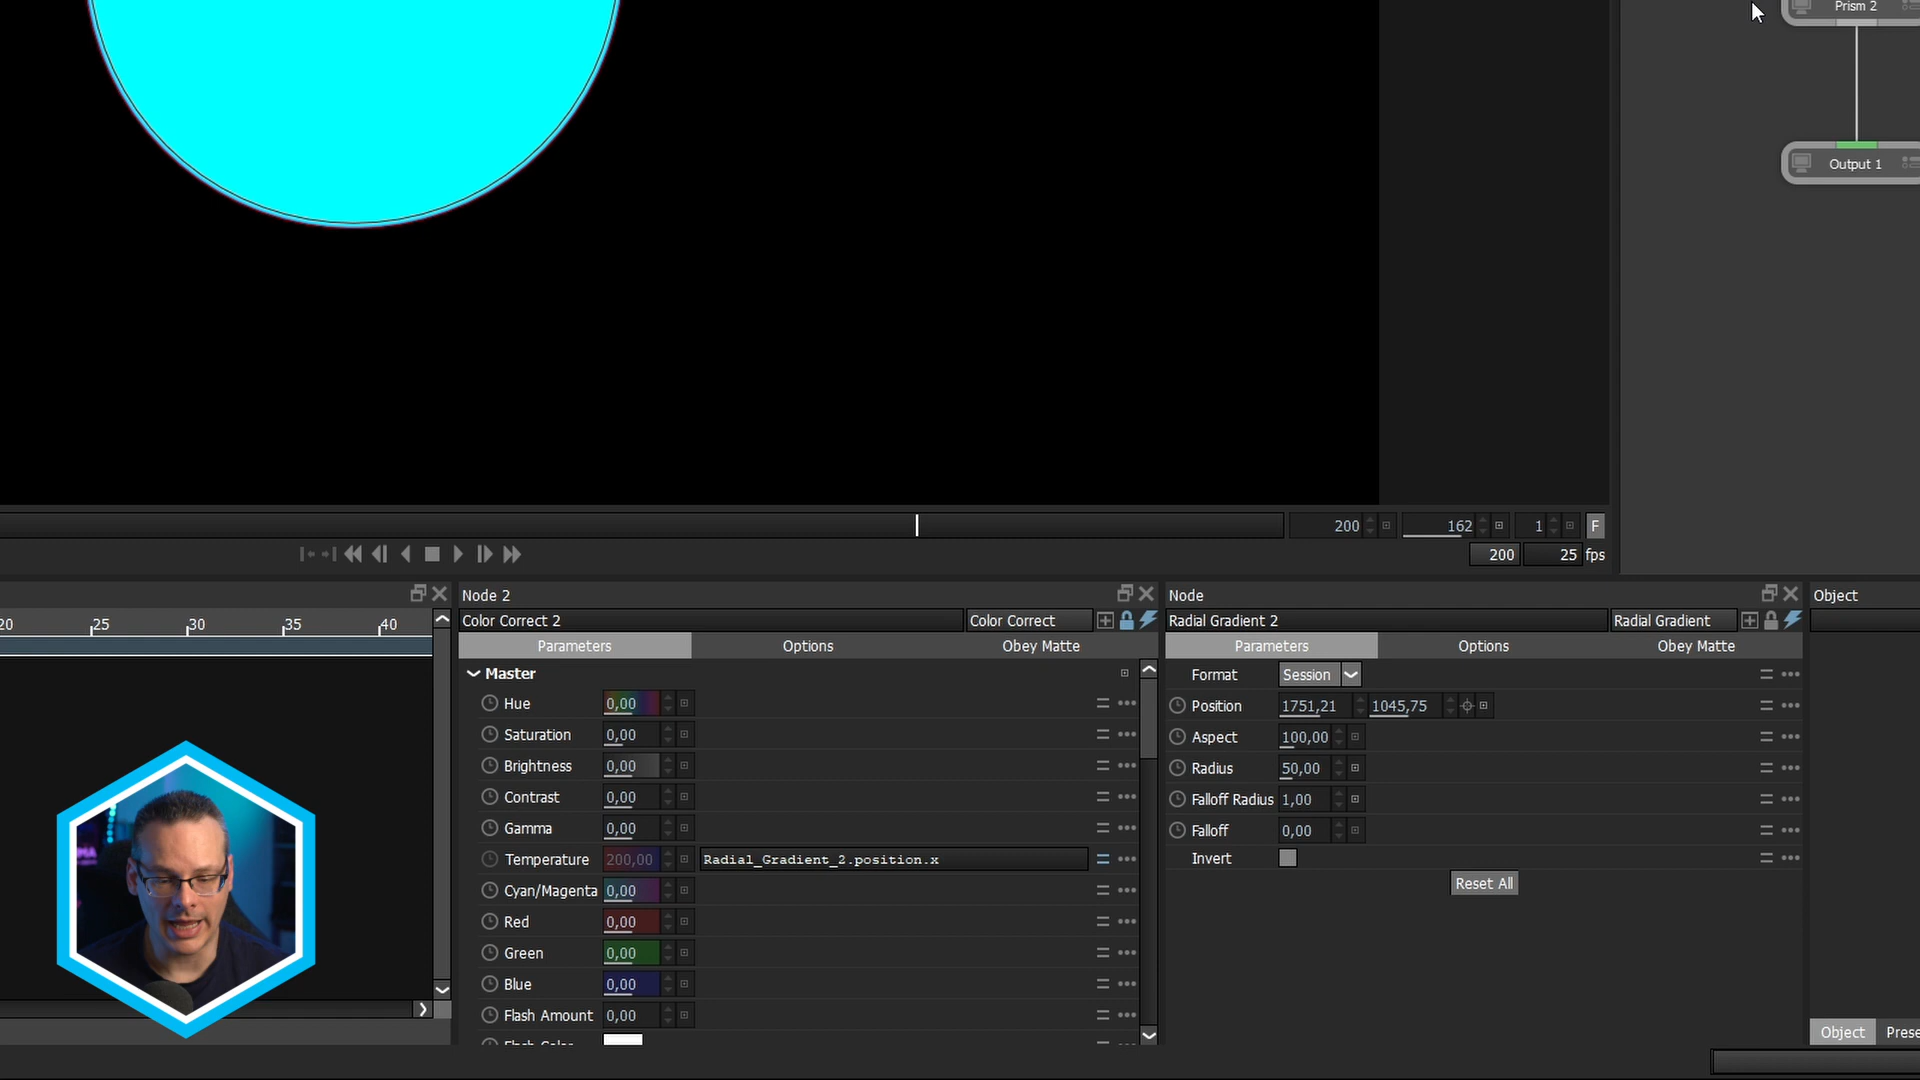 Prism 2
Output 1
200 162 1 F
200 25 fps
20 25 30 35 40
Node 2
Color Correct 2 Color Correct
Parameters Options Obey Matte
Master
Hue 0,00
Saturation 0,00
Brightness 0,00
Contrast 0,00
Gamma 0,00
Temperature 200,00 Radial_Gradient_2.position.x
Cyan/Magenta 0,00
Red 0,00
Green 0,00
Blue 0,00
Flash Amount 0,00
Node
Radial Gradient 2 Radial Gradient
Parameters Options Obey Matte
Format Session
Position 1751,21 1045,75
Aspect 100,00
Radius 50,00
Falloff Radius 1,00
Falloff 0,00
Invert
Reset All
Object
Object Prese